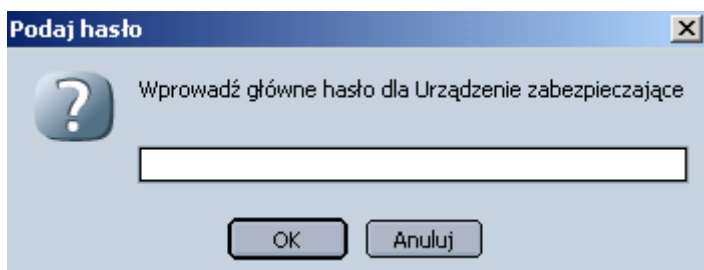 Podaj hasło
Wprowadź główne hasło dla Urządzenie zabezpieczające
OK Anuluj